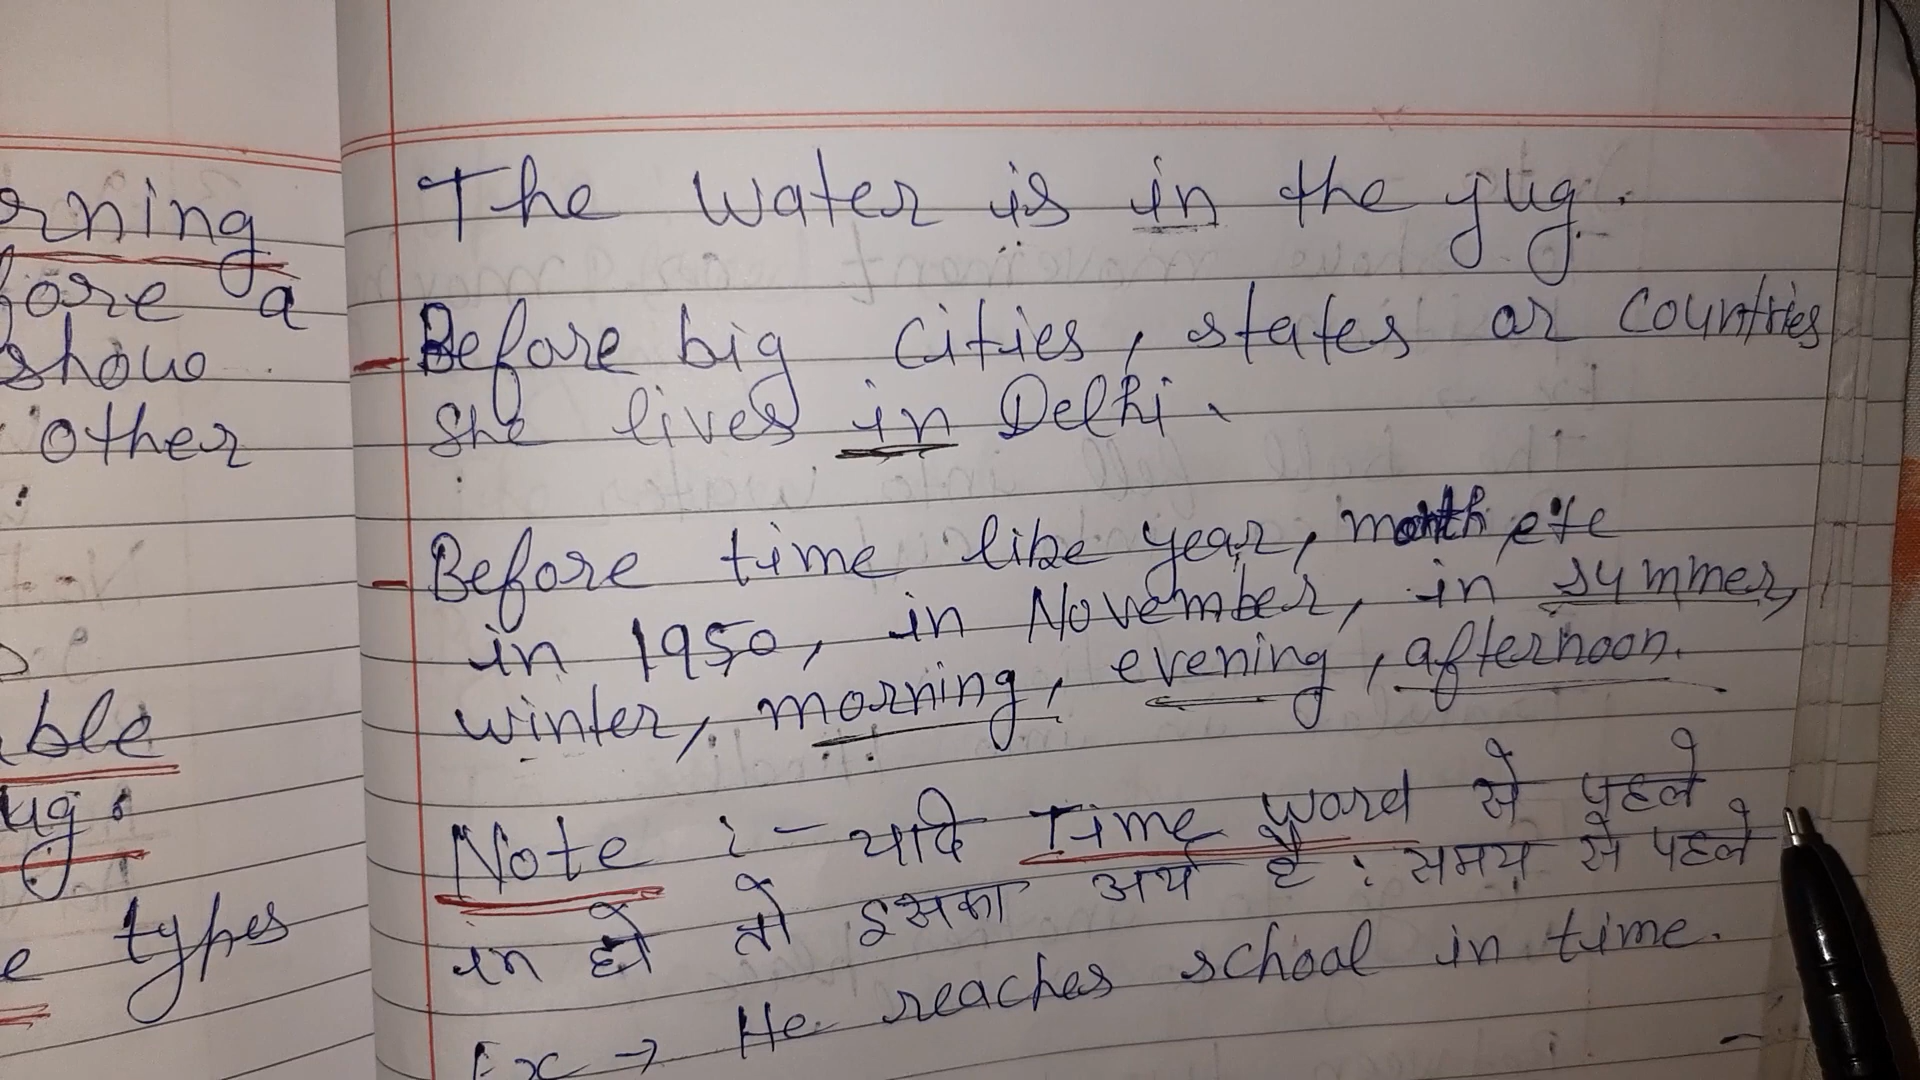 rning
fore a
show
other
ble
ug.
e types
The water is in the jug.
- Before big cities, states or countries
She lives in Delhi.
- Before time like year, month, etc
in 1950, in November, in summer,
winter, morning, evening, afternoon.
Note :- यदि Time word से पहले
in हो तो इसका अर्थ है : समय से पहले
Ex → He reaches school in time.